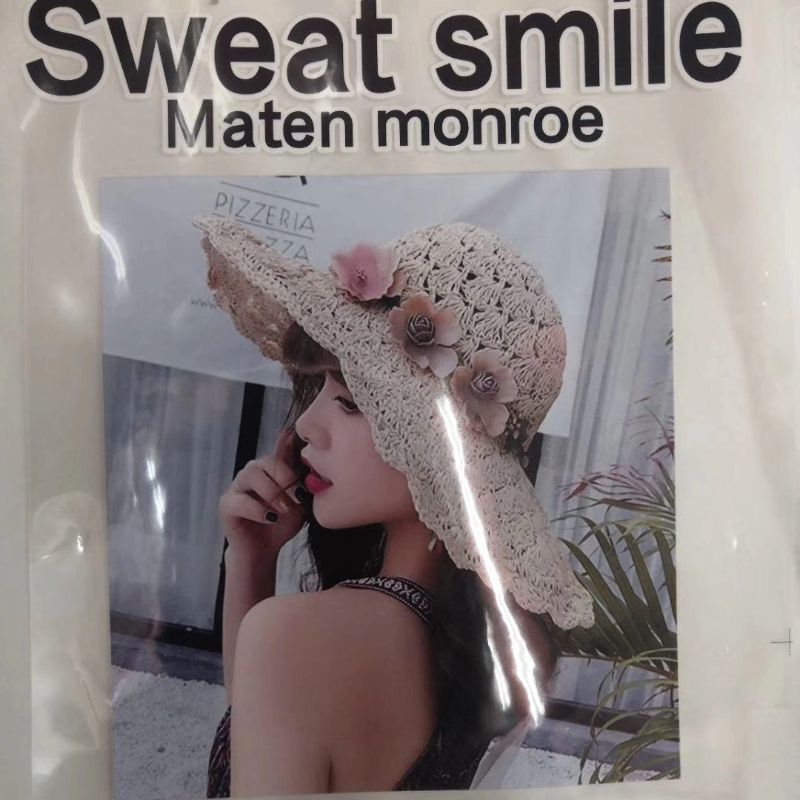 Sweat smile
Maten monroe
PIZZERIA